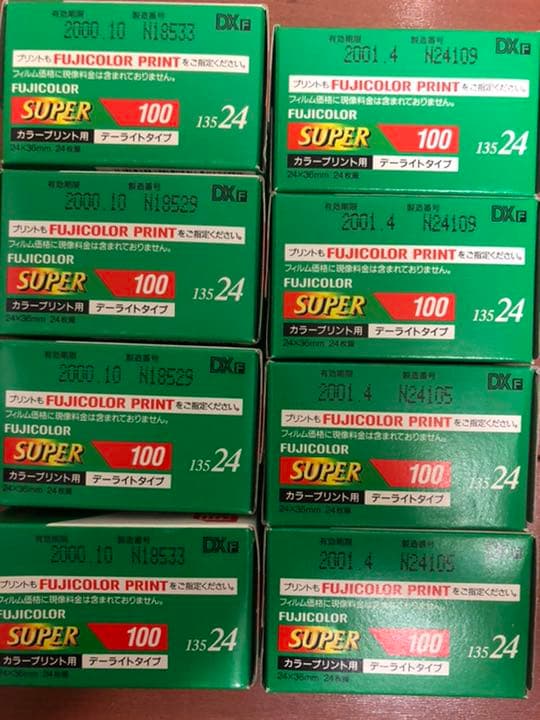 有効期限 製造番号
2000.10 N18533 DXF
プリントも FUJICOLOR PRINT をご指定ください。
フィルム価格に現像料金は含まれておりません。
FUJICOLOR
SUPER 100 135 24
カラープリント用 デーライトタイプ
24×36mm 24枚撮
有効期限 製造番号
2000.10 N18529 DXF
プリントも FUJICOLOR PRINT をご指定ください。
フィルム価格に現像料金は含まれておりません。
FUJICOLOR
SUPER 100 135 24
カラープリント用 デーライトタイプ
24×36mm 24枚撮
有効期限 製造番号
2000.10 N18529 DXF
プリントも FUJICOLOR PRINT をご指定ください。
フィルム価格に現像料金は含まれておりません。
FUJICOLOR
SUPER 100 135 24
カラープリント用 デーライトタイプ
24×36mm 24枚撮
有効期限 製造番号
2000.10 N18533 DXF
プリントも FUJICOLOR PRINT をご指定ください。
フィルム価格に現像料金は含まれておりません。
FUJICOLOR
SUPER 100 135 24
カラープリント用 デーライトタイプ
24×36mm 24枚撮
有効期限 製造番号
2001.4 N24109 DXF
プリントも FUJICOLOR PRINT をご指定ください。
フィルム価格に現像料金は含まれておりません。
FUJICOLOR
SUPER 100 135 24
カラープリント用 デーライトタイプ
24×36mm 24枚撮
有効期限 製造番号
2001.4 N24109 DXF
プリントも FUJICOLOR PRINT をご指定ください。
フィルム価格に現像料金は含まれておりません。
FUJICOLOR
SUPER 100 135 24
カラープリント用 デーライトタイプ
24×36mm 24枚撮
有効期限 製造番号
2001.4 N24105 DXF
プリントも FUJICOLOR PRINT をご指定ください。
フィルム価格に現像料金は含まれておりません。
FUJICOLOR
SUPER 100 135 24
カラープリント用 デーライトタイプ
24×36mm 24枚撮
有効期限 製造番号
2001.4 N24105 DXF
プリントも FUJICOLOR PRINT をご指定ください。
フィルム価格に現像料金は含まれておりません。
FUJICOLOR
SUPER 100 135 24
カラープリント用 デーライトタイプ
24×36mm 24枚撮